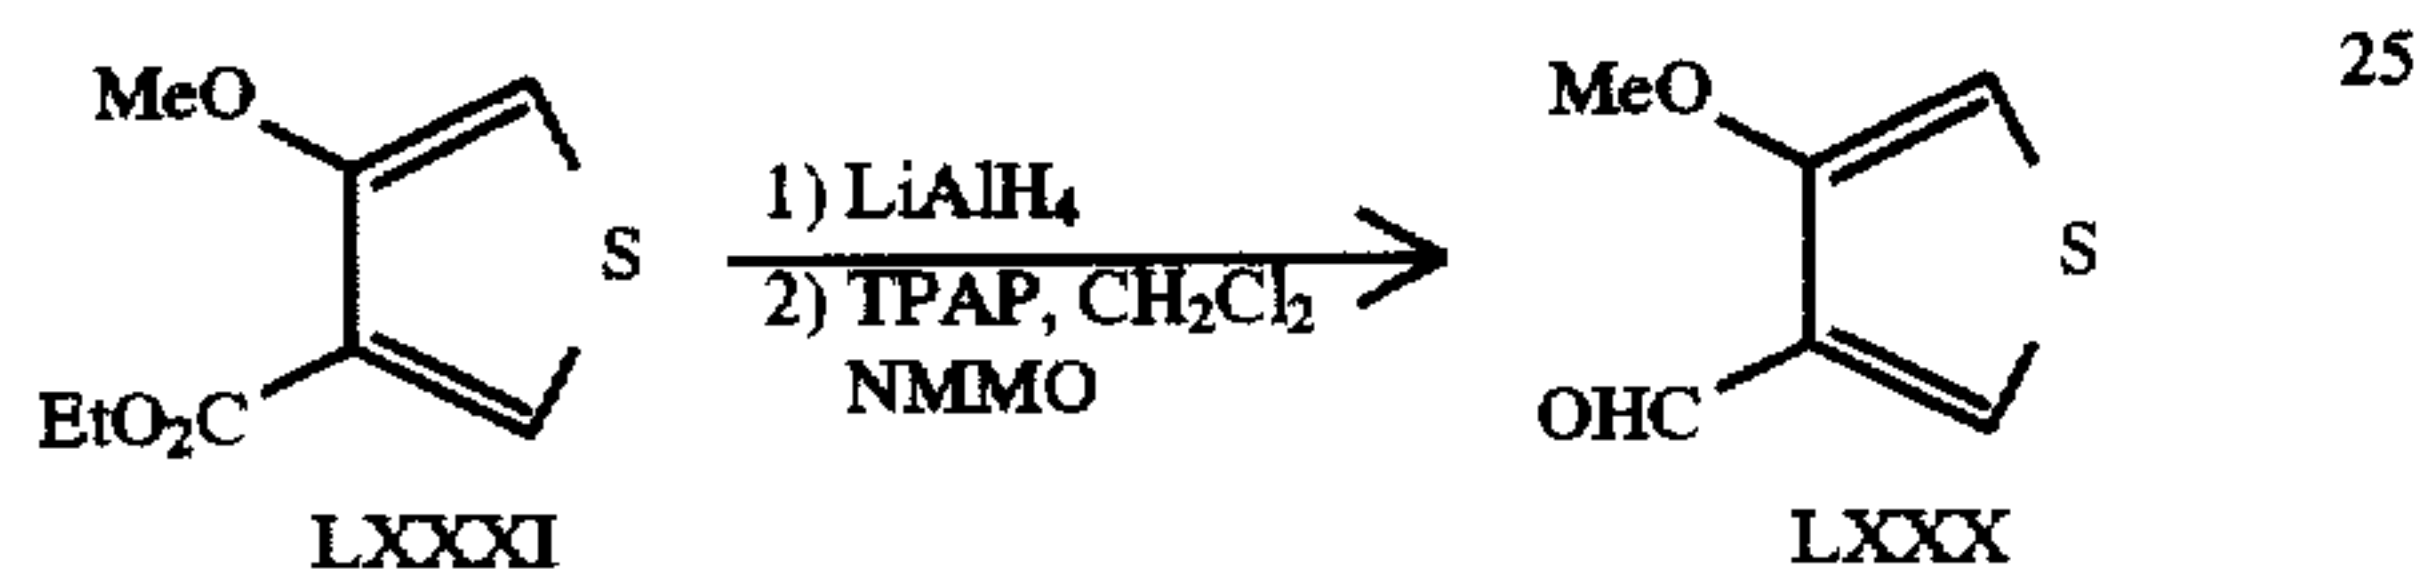 25
MeO
S
EtO₂C
LXXXI
1) LiAlH₄
2) TPAP, CH₂Cl₂
NMMO
MeO
S
OHC
LXXX